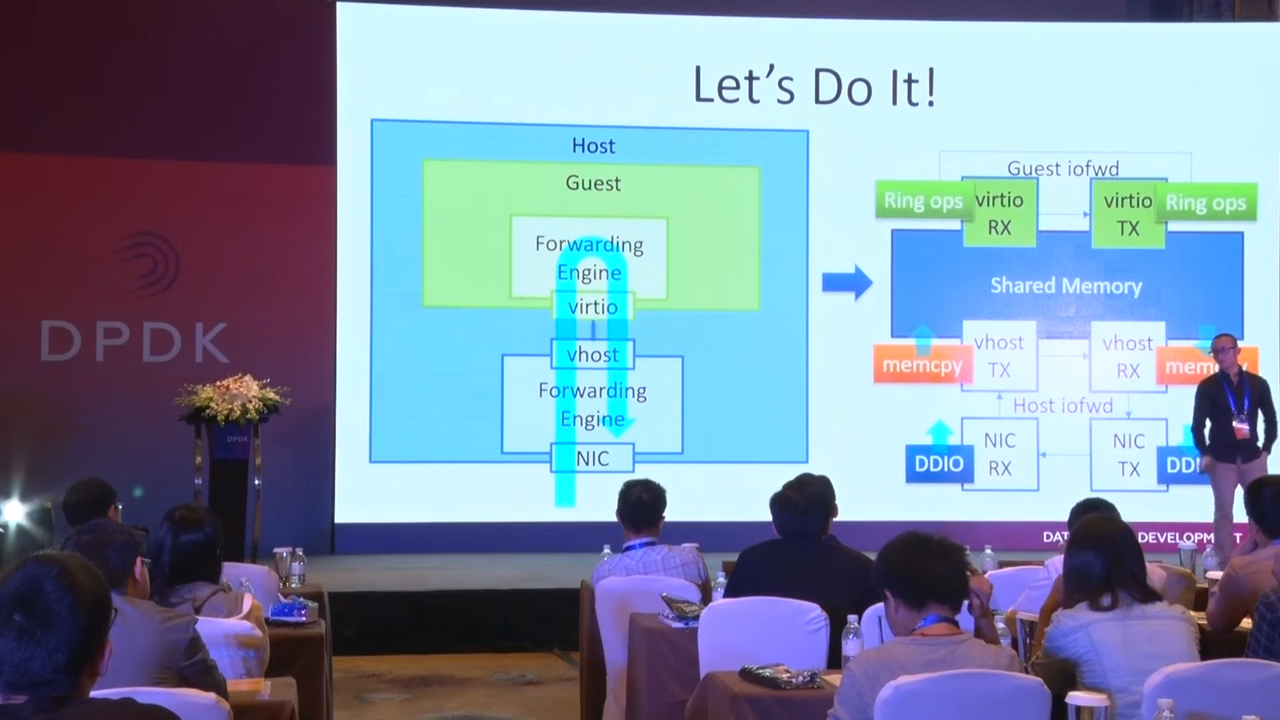 Let's Do It!
Host
Guest
Forwarding
Engine
virtio
vhost
Forwarding
Engine
NIC
Guest iofwd
Ring ops
virtio
RX
virtio
TX
Ring ops
Shared Memory
memcpy
vhost
TX
vhost
RX
Host iofwd
DDIO
NIC
RX
NIC
TX
DPDK
DPDK